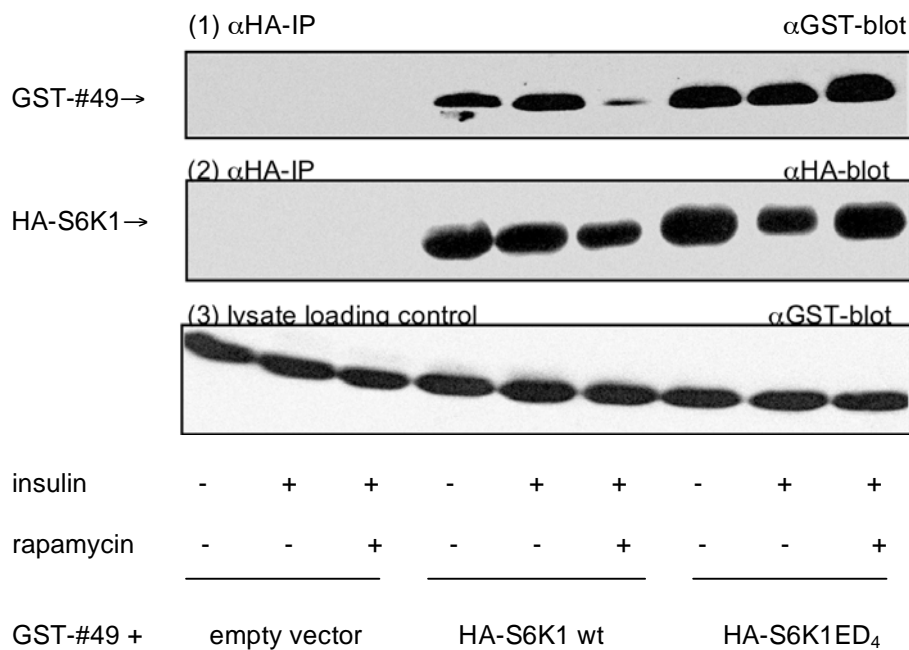 (1) αHA-IP αGST-blot
GST-#49→
(2) αHA-IP αHA-blot
HA-S6K1→
(3) lysate loading control αGST-blot
insulin - + + - + + - + +
rapamycin - - + - - + - - +
GST-#49 + empty vector HA-S6K1 wt HA-S6K1ED₄